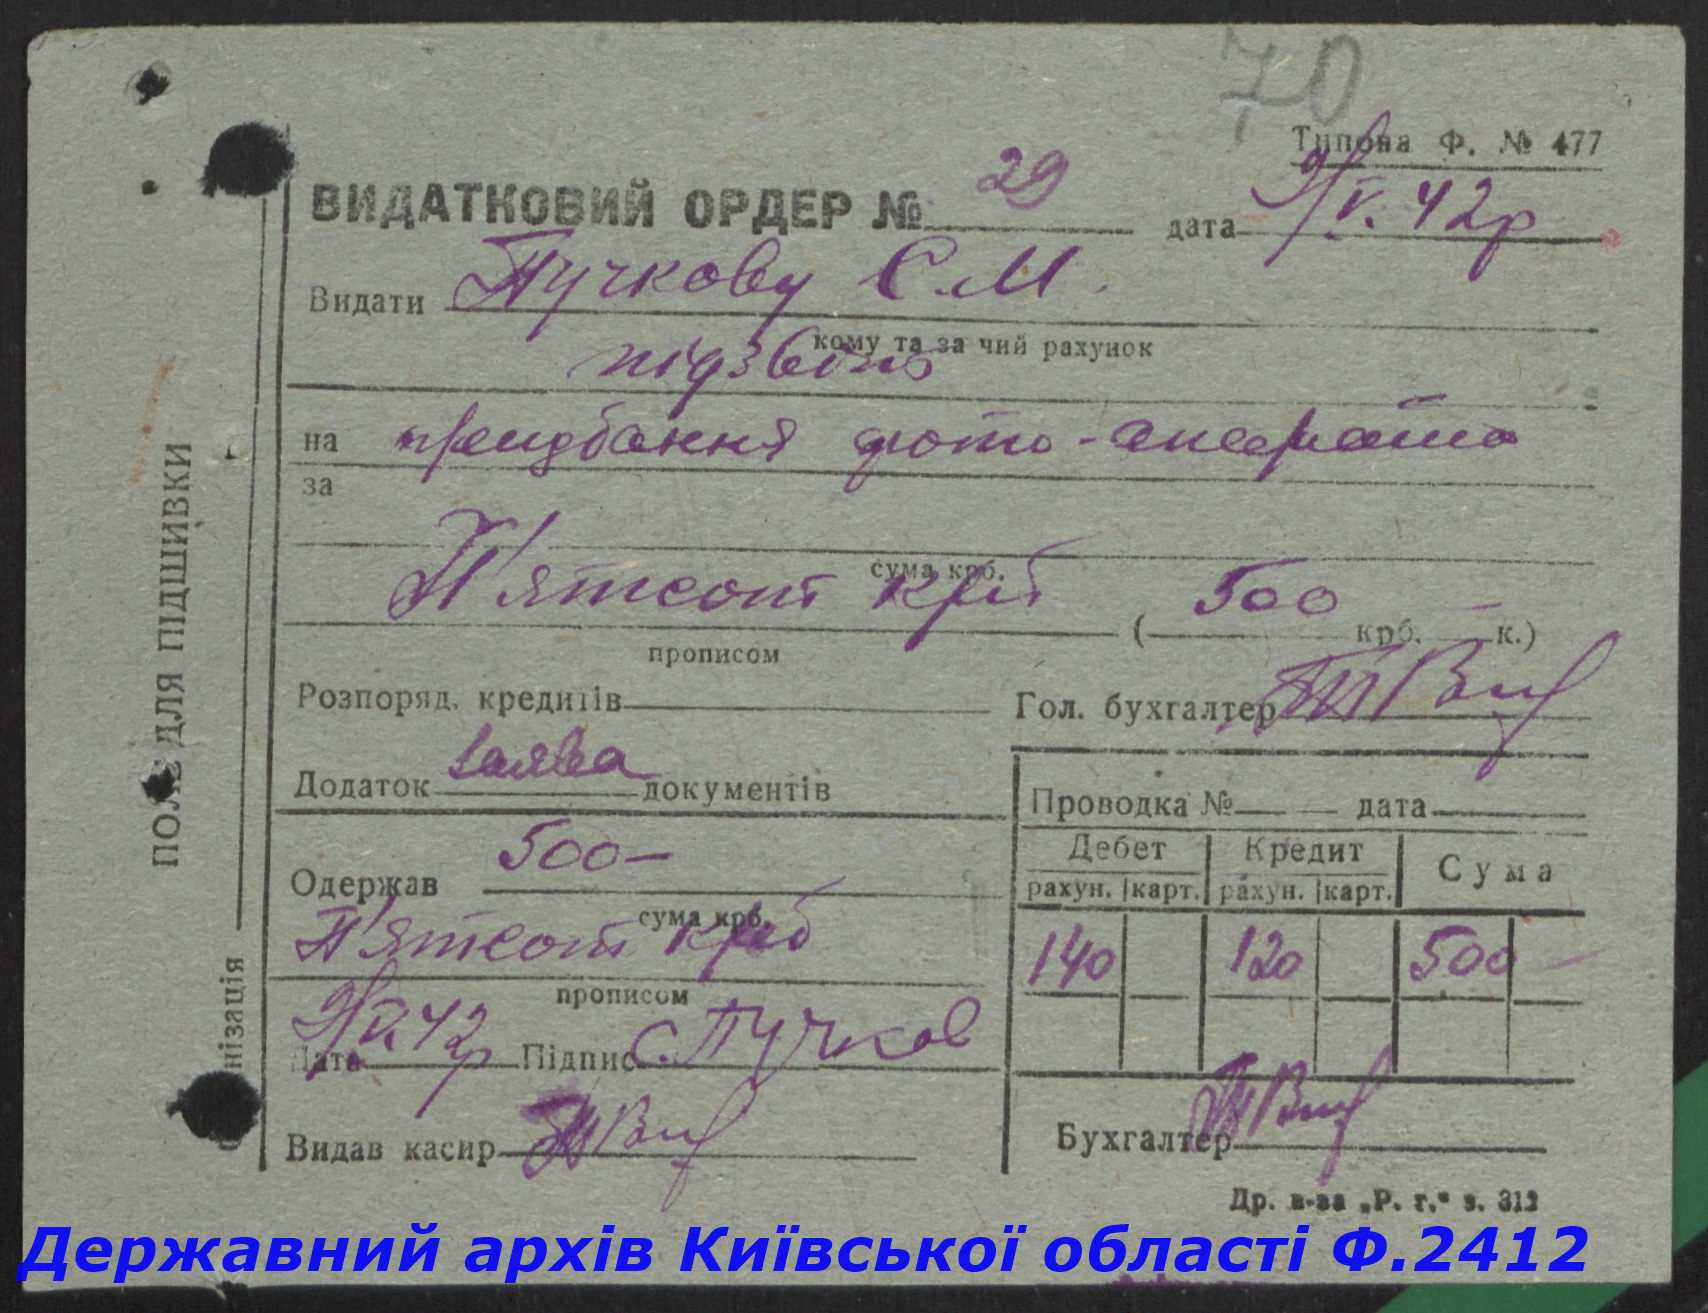 70
Типова Ф. № 477
ВИДАТКОВИЙ ОРДЕР № 29 дата 9/V. 42р
Видати Пучкову С.М.
кому та за чий рахунок
підзвітно
на придбання фото-апарата
за
сума крб.
П'ятсот крб (500 крб. — к.)
прописом
Розпоряд. кредитів Гол. бухгалтер
Додаток заява документів
Проводка № дата
Дебет Кредит Сума
рахун. карт. рахун. карт.
140 120 500 —
Одержав 500—
сума крб.
П'ятсот крб
прописом
Дата 9/V. 42р Підпис С. Пучков
Видав касир
Бухгалтер
Др. в-ва „Р. г.“ з. 312
ПОЛЕ ДЛЯ ПІДШИВКИ
Державний архів Київської області Ф.2412